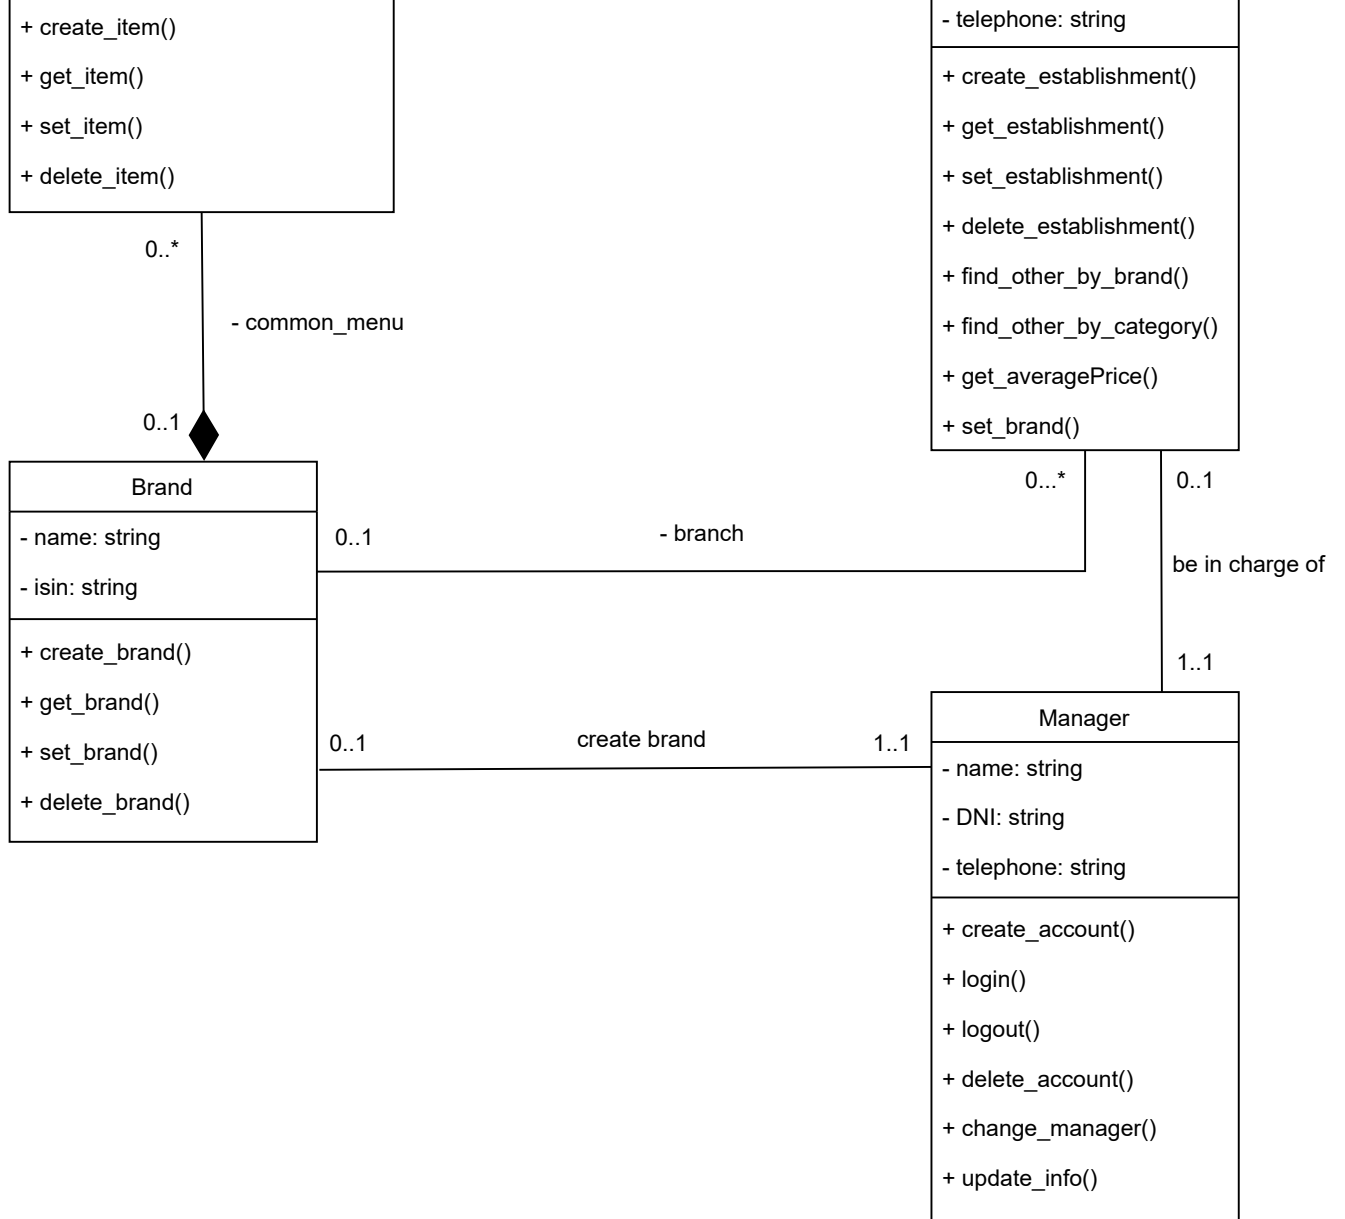 + create_item()
+ get_item()
+ set_item()
+ delete_item()
0..*
- common_menu
0..1
- telephone: string
+ create_establishment()
+ get_establishment()
+ set_establishment()
+ delete_establishment()
+ find_other_by_brand()
+ find_other_by_category()
+ get_averagePrice()
+ set_brand()
0...*
0..1
be in charge of
1..1
Brand
- name: string
- isin: string
+ create_brand()
+ get_brand()
+ set_brand()
+ delete_brand()
0..1
- branch
0..1
create brand
1..1
Manager
- name: string
- DNI: string
- telephone: string
+ create_account()
+ login()
+ logout()
+ delete_account()
+ change_manager()
+ update_info()